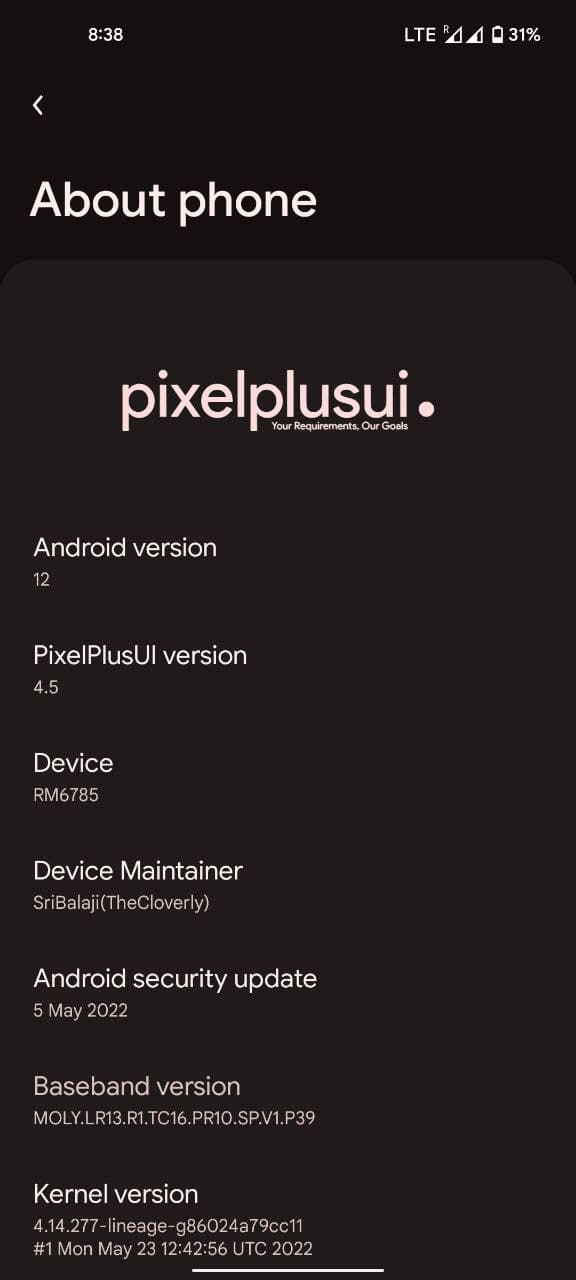 8:38 LTE R 31%
About phone
pixelplusui.
Your Requirements, Our Goals
Android version
12
PixelPlusUI version
4.5
Device
RM6785
Device Maintainer
SriBalaji(TheCloverly)
Android security update
5 May 2022
Baseband version
MOLY.LR13.R1.TC16.PR10.SP.V1.P39
Kernel version
4.14.277-lineage-g86024a79cc11
#1 Mon May 23 12:42:56 UTC 2022